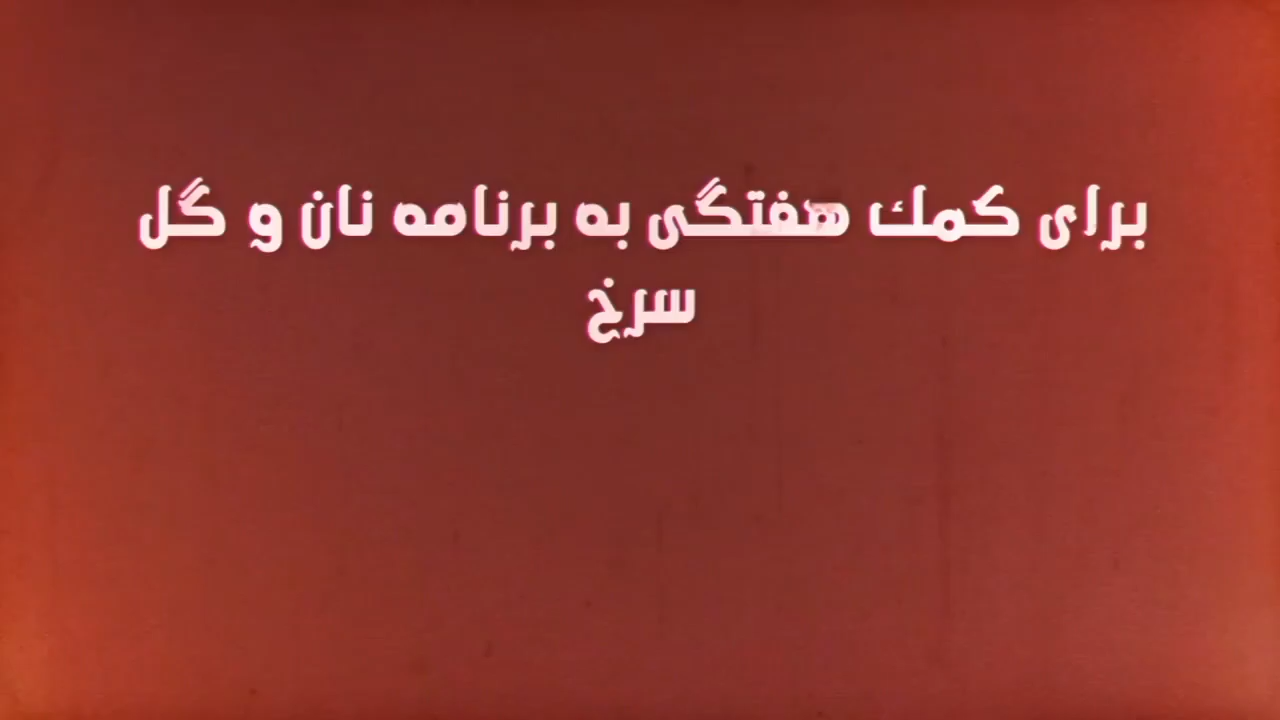 برای کمک هفتگی به برنامه نان و گل
سرخ